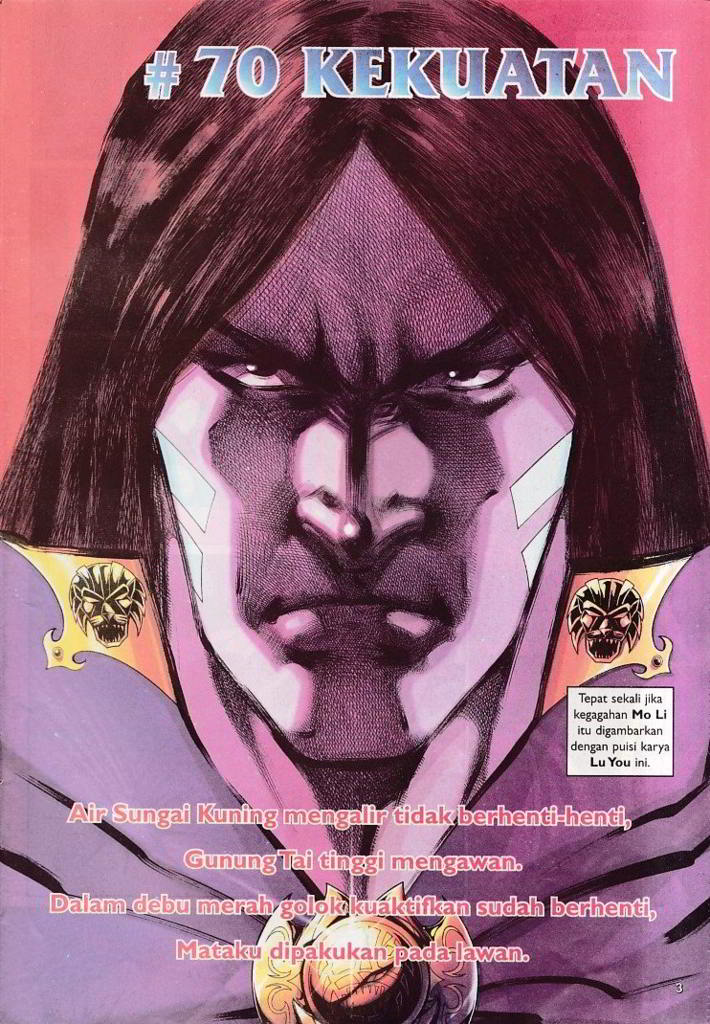 # 70 KEKUATAN
Tepat sekali jika
kegagahan Mo Li
itu digambarkan
dengan puisi karya
Lu You ini.
Air Sungai Kuning mengalir tidak berhenti-henti,
Gunung Tai tinggi mengawan.
Dalam debu merah golok kuaktifkan sudah berhenti,
Mataku dipakukan pada lawan.
3